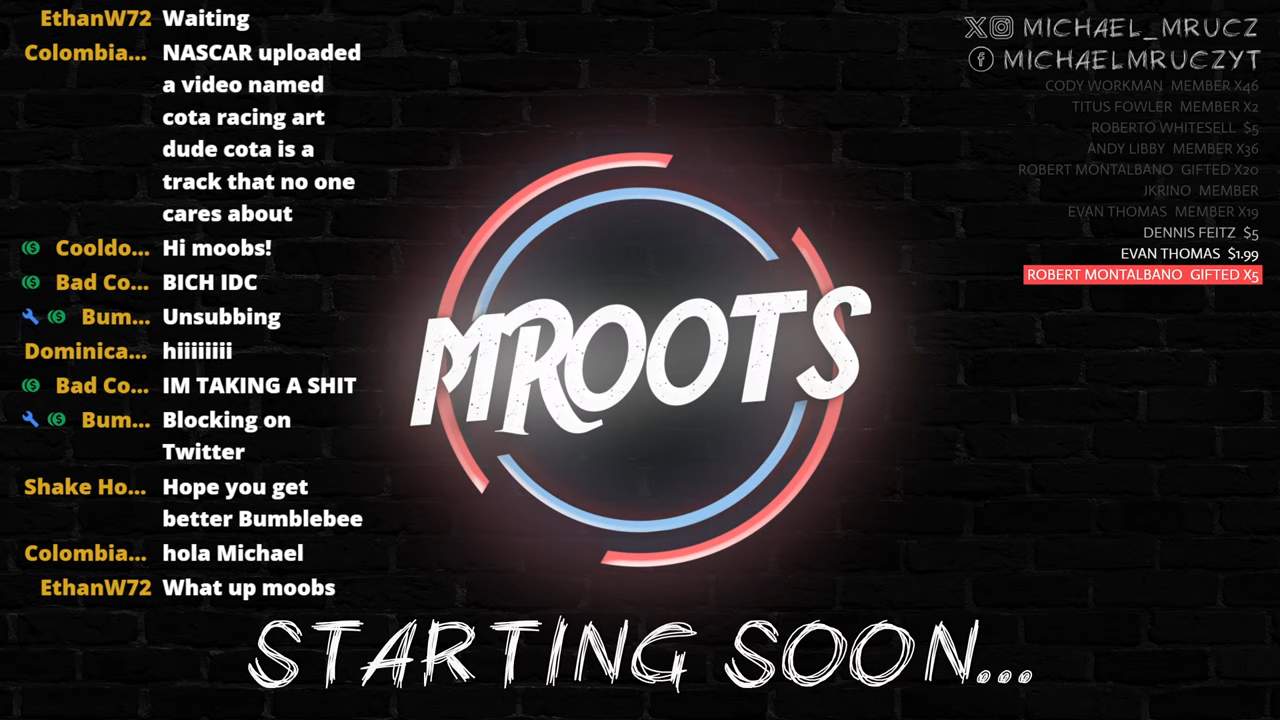 EthanW72 Waiting
Colombia... NASCAR uploaded
a video named
cota racing art
dude cota is a
track that no one
cares about
Cooldo... Hi moobs!
Bad Co... BICH IDC
Bum... Unsubbing
Dominica... hiiiiiiii
Bad Co... IM TAKING A SHIT
Bum... Blocking on
Twitter
Shake Ho... Hope you get
better Bumblebee
Colombia... hola Michael
EthanW72 What up moobs
MROOTS
STARTING SOON...
MICHAEL_MRUCZ
MICHAELMRUCZYT
CODY WORKMAN MEMBER X46
TITUS FOWLER MEMBER X2
ROBERTO WHITESELL $5
ANDY LIBBY MEMBER X36
ROBERT MONTALBANO GIFTED X20
JKRINO MEMBER
EVAN THOMAS MEMBER X19
DENNIS FEITZ $5
EVAN THOMAS $1.99
ROBERT MONTALBANO GIFTED X5